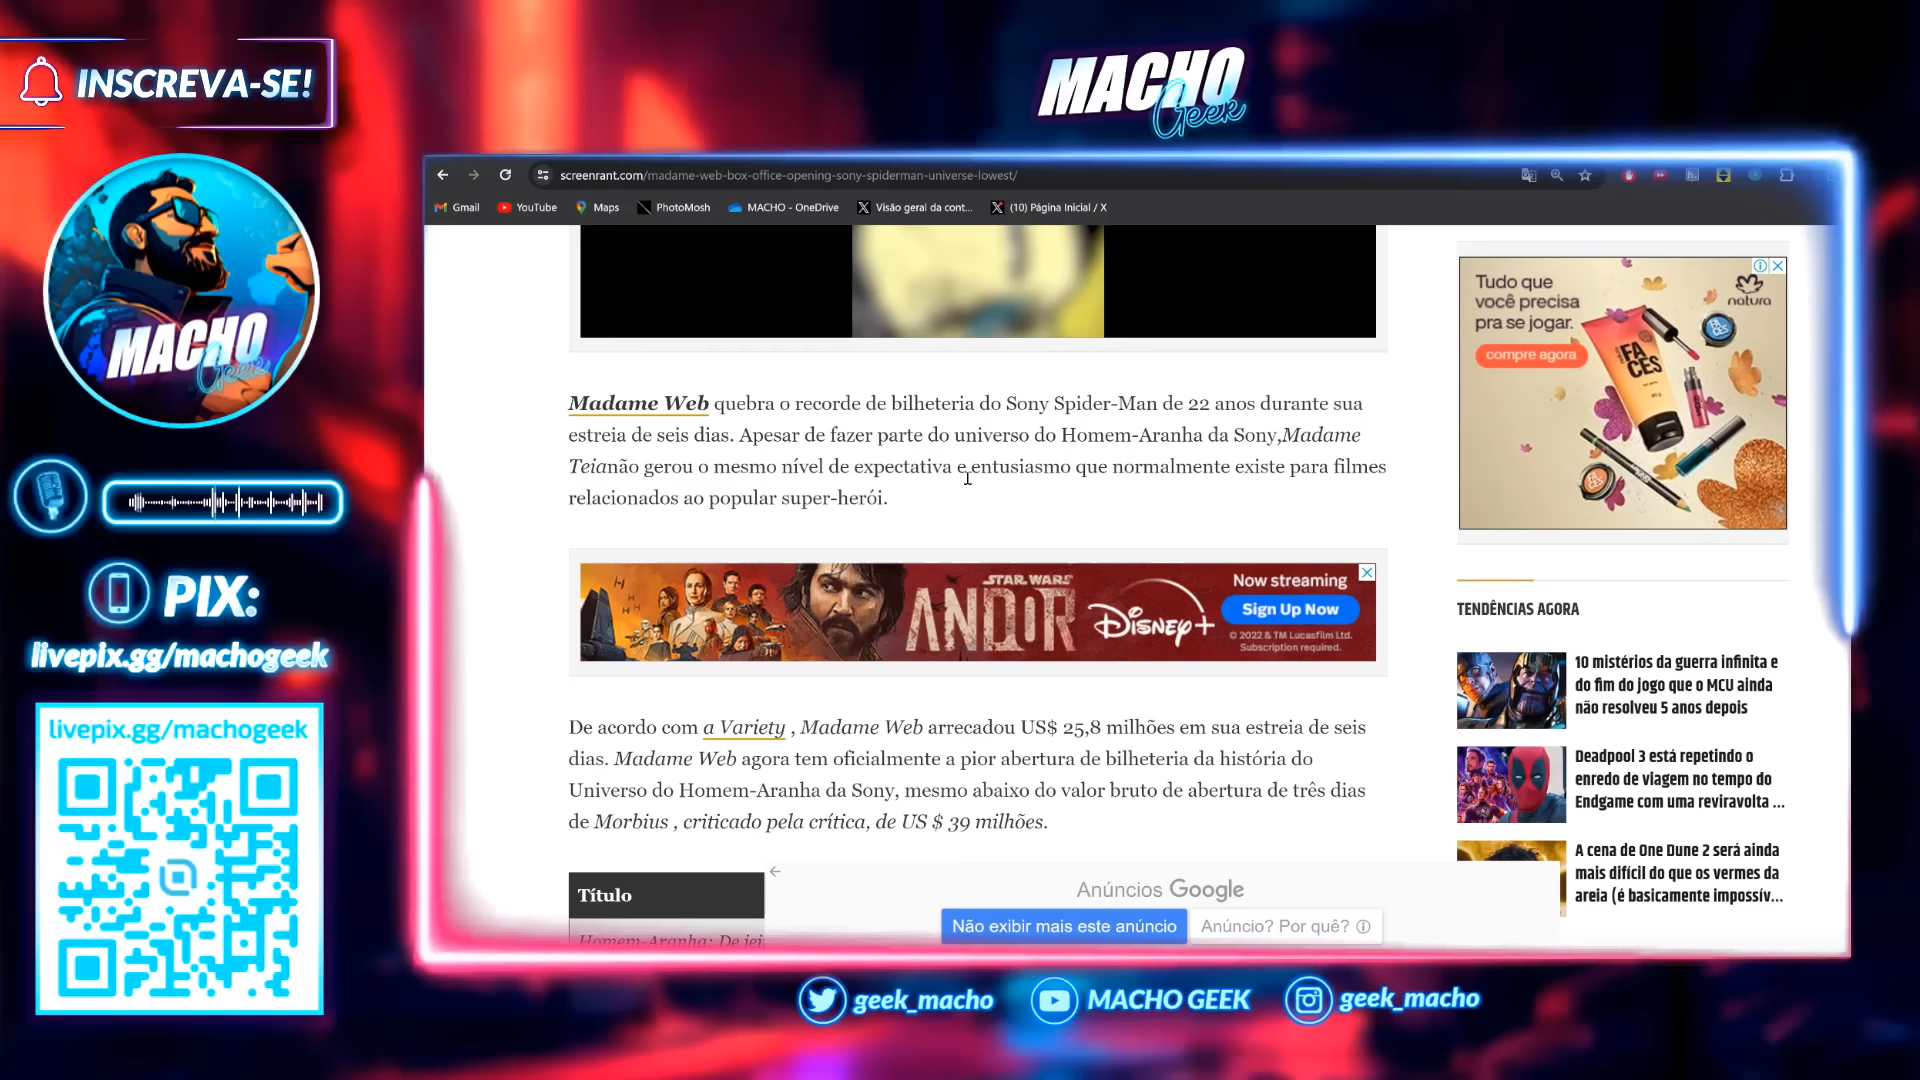 INSCREVA-SE!
MACHO
Geek
MACHO
Geek
PIX:
livepix.gg/machogeek
livepix.gg/machogeek
screenrant.com/madame-web-box-office-opening-sony-spiderman-universe-lowest/
Gmail YouTube Maps PhotoMosh MACHO - OneDrive Visão geral da cont... (10) Página Inicial / X
Madame Web quebra o recorde de bilheteria do Sony Spider-Man de 22 anos durante sua
estreia de seis dias. Apesar de fazer parte do universo do Homem-Aranha da Sony,Madame
Teianão gerou o mesmo nível de expectativa e entusiasmo que normalmente existe para filmes
relacionados ao popular super-herói.
STAR WARS
ANDOR
Disney+
Now streaming
Sign Up Now
© 2022 & TM Lucasfilm Ltd.
Subscription required.
De acordo com a Variety , Madame Web arrecadou US$ 25,8 milhões em sua estreia de seis
dias. Madame Web agora tem oficialmente a pior abertura de bilheteria da história do
Universo do Homem-Aranha da Sony, mesmo abaixo do valor bruto de abertura de três dias
de Morbius , criticado pela crítica, de US $ 39 milhões.
Título
Homem-Aranha: De jei
Anúncios Google
Não exibir mais este anúncio
Anúncio? Por quê?
Tudo que
você precisa
pra se jogar.
compre agora
natura
FA
CES
TENDÊNCIAS AGORA
10 mistérios da guerra infinita e
do fim do jogo que o MCU ainda
não resolveu 5 anos depois
Deadpool 3 está repetindo o
enredo de viagem no tempo do
Endgame com uma reviravolta ...
A cena de One Dune 2 será ainda
mais difícil do que os vermes da
areia (é basicamente impossív...
geek_macho
MACHO GEEK
geek_macho